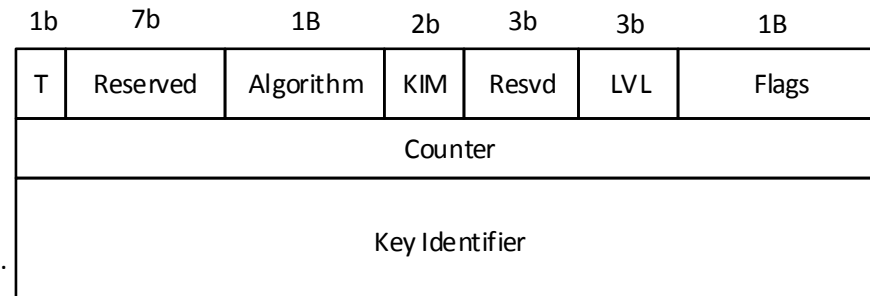 1b 7b 1B 2b 3b 3b 1B
T Reserved Algorithm KIM Resvd LVL Flags
Counter
Key Identifier
.